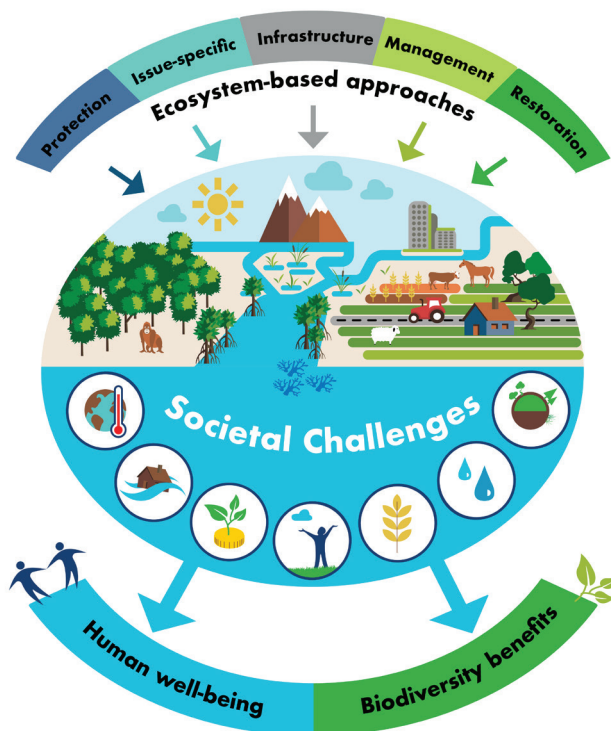 Protection
Issue-specific
Infrastructure
Management
Restoration
Ecosystem-based approaches
Societal Challenges
Human well-being
Biodiversity benefits